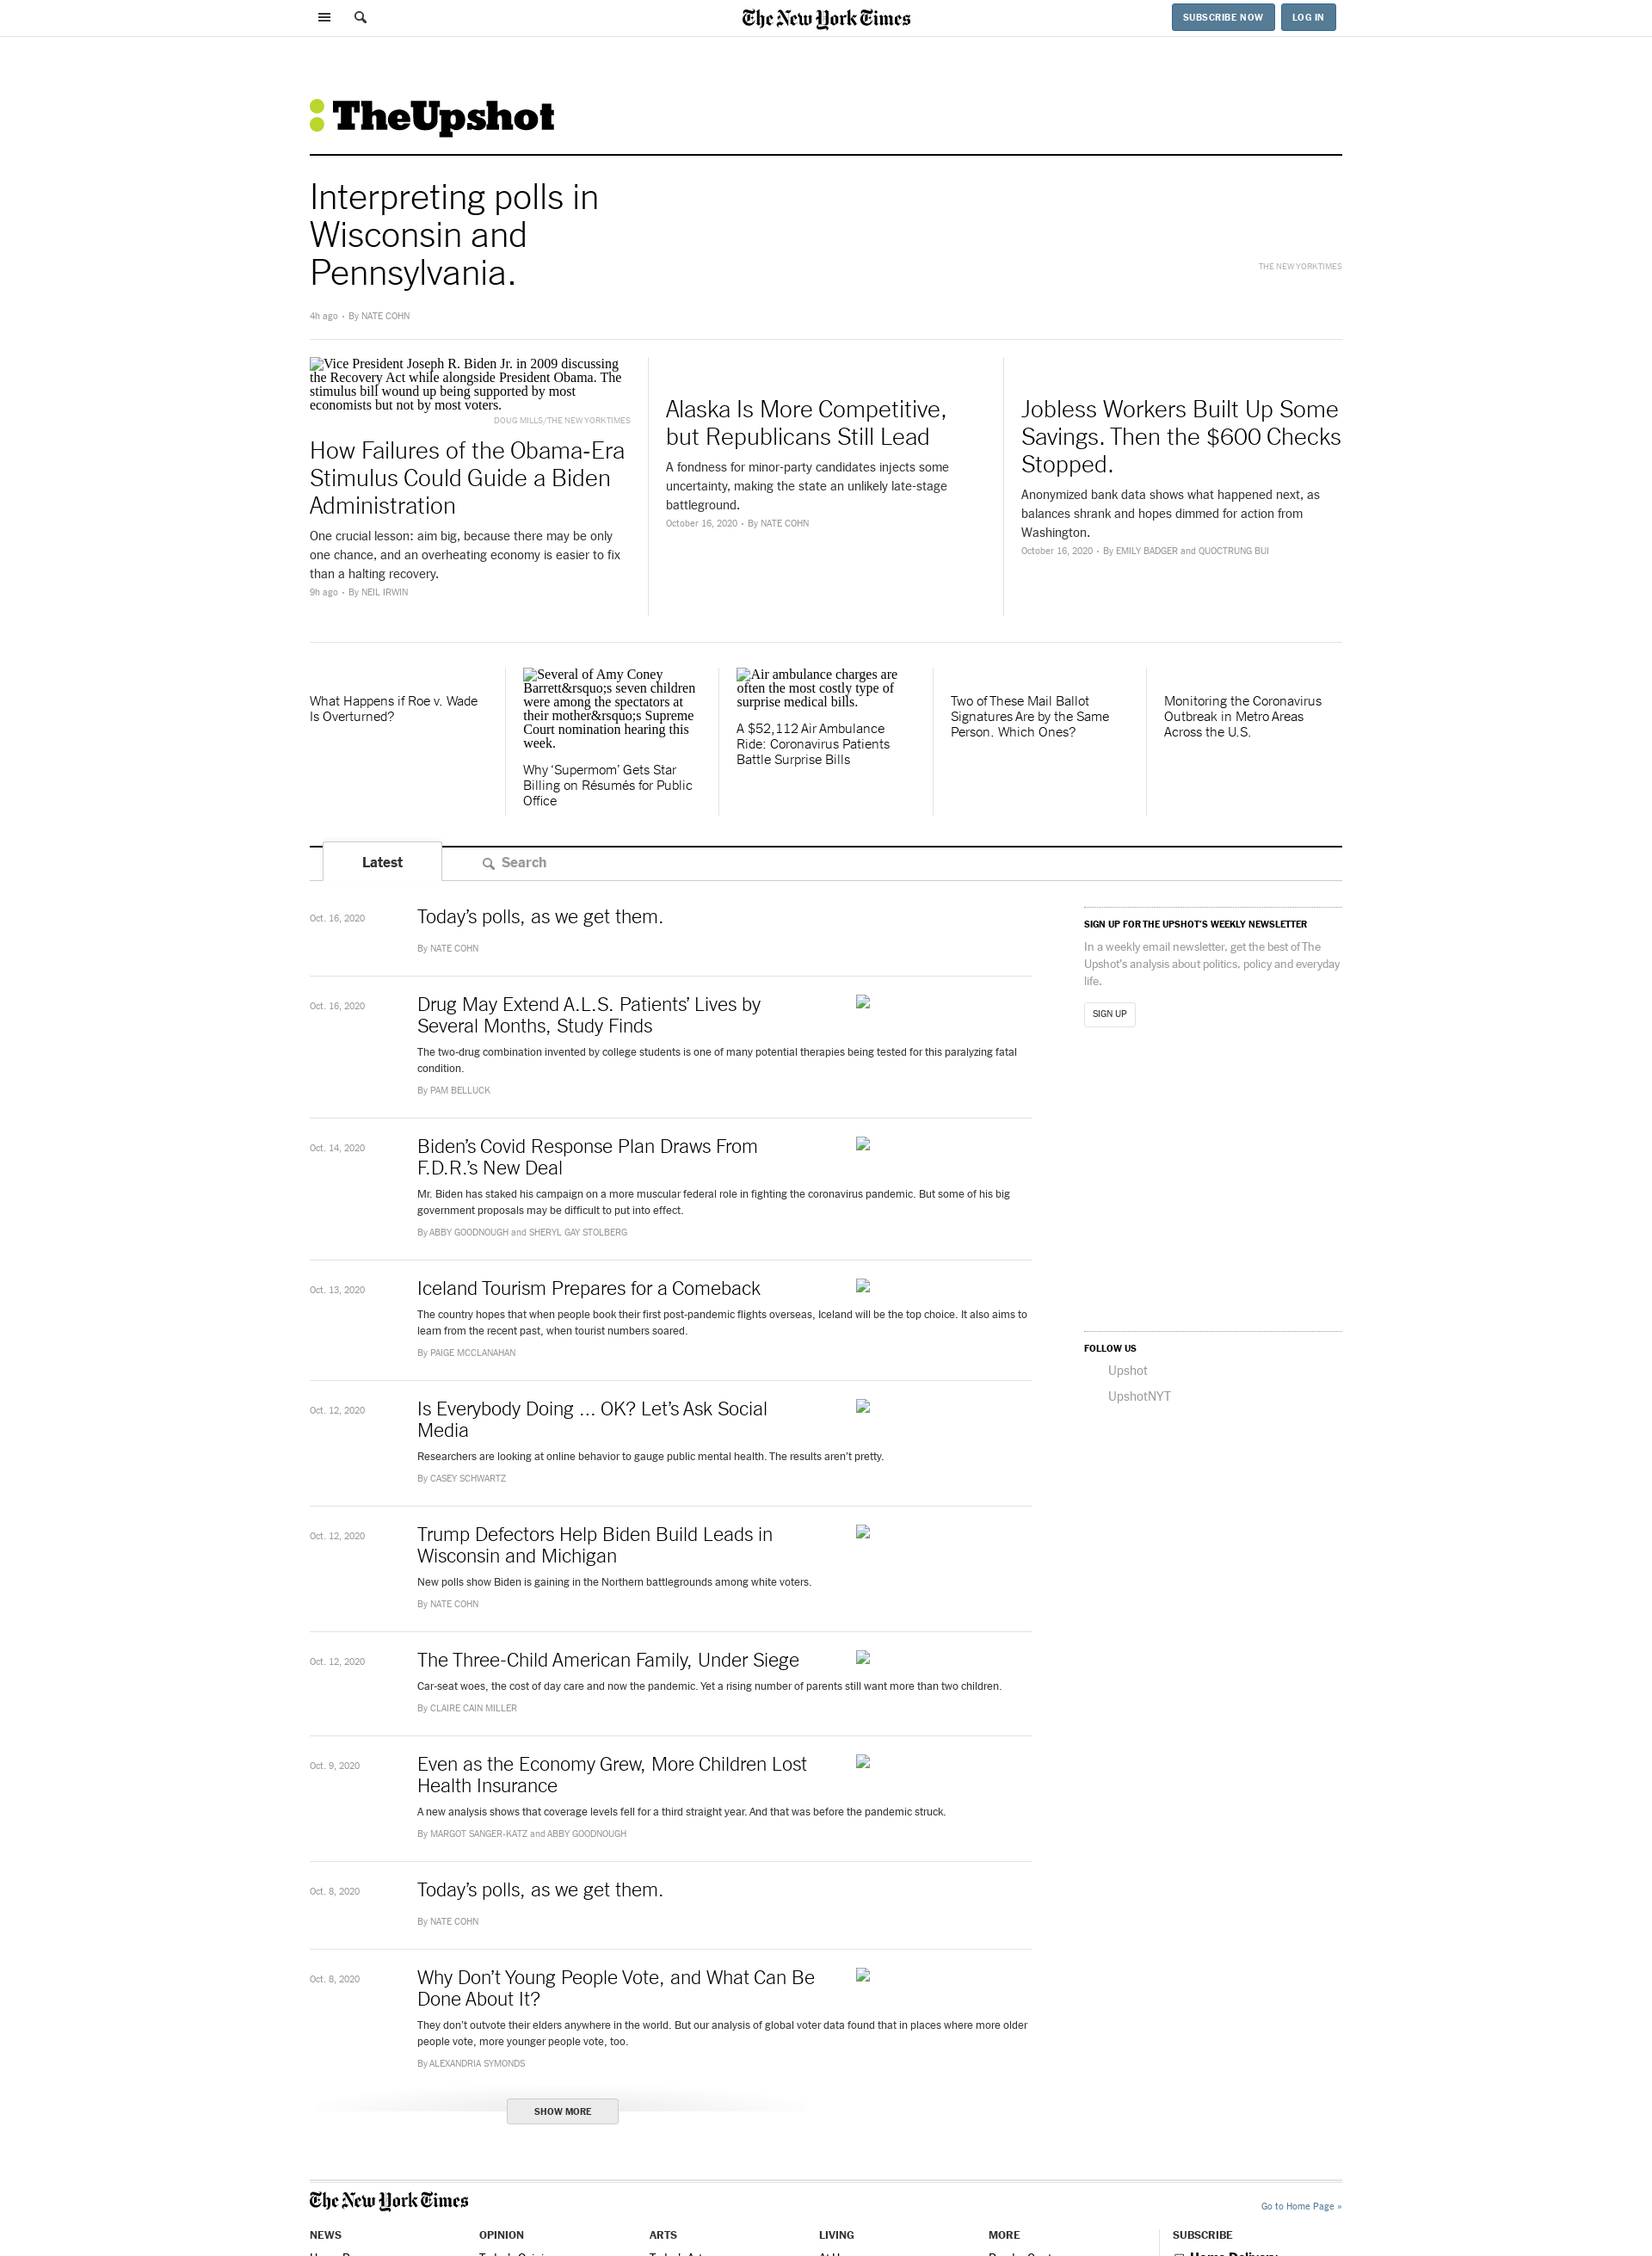 The New York Times
SUBSCRIBE NOW
LOG IN
TheUpshot
Interpreting polls in
Wisconsin and
Pennsylvania.
THE NEW YORK TIMES
4h ago • By NATE COHN
Vice President Joseph R. Biden Jr. in 2009 discussing
the Recovery Act while alongside President Obama. The
stimulus bill wound up being supported by most
economists but not by most voters.
DOUG MILLS/THE NEW YORK TIMES
How Failures of the Obama-Era
Stimulus Could Guide a Biden
Administration
One crucial lesson: aim big, because there may be only
one chance, and an overheating economy is easier to fix
than a halting recovery.
9h ago • By NEIL IRWIN
Alaska Is More Competitive,
but Republicans Still Lead
A fondness for minor-party candidates injects some
uncertainty, making the state an unlikely late-stage
battleground.
October 16, 2020 • By NATE COHN
Jobless Workers Built Up Some
Savings. Then the $600 Checks
Stopped.
Anonymized bank data shows what happened next, as
balances shrank and hopes dimmed for action from
Washington.
October 16, 2020 • By EMILY BADGER and QUOCTRUNG BUI
What Happens if Roe v. Wade
Is Overturned?
Several of Amy Coney
Barrett&rsquo;s seven children
were among the spectators at
their mother&rsquo;s Supreme
Court nomination hearing this
week.
Why ‘Supermom’ Gets Star
Billing on Résumés for Public
Office
Air ambulance charges are
often the most costly type of
surprise medical bills.
A $52,112 Air Ambulance
Ride: Coronavirus Patients
Battle Surprise Bills
Two of These Mail Ballot
Signatures Are by the Same
Person. Which Ones?
Monitoring the Coronavirus
Outbreak in Metro Areas
Across the U.S.
Latest
Search
Oct. 16, 2020
Today’s polls, as we get them.
By NATE COHN
Oct. 16, 2020
Drug May Extend A.L.S. Patients’ Lives by
Several Months, Study Finds
The two-drug combination invented by college students is one of many potential therapies being tested for this paralyzing fatal
condition.
By PAM BELLUCK
Oct. 14, 2020
Biden’s Covid Response Plan Draws From
F.D.R.’s New Deal
Mr. Biden has staked his campaign on a more muscular federal role in fighting the coronavirus pandemic. But some of his big
government proposals may be difficult to put into effect.
By ABBY GOODNOUGH and SHERYL GAY STOLBERG
Oct. 13, 2020
Iceland Tourism Prepares for a Comeback
The country hopes that when people book their first post-pandemic flights overseas, Iceland will be the top choice. It also aims to
learn from the recent past, when tourist numbers soared.
By PAIGE MCCLANAHAN
Oct. 12, 2020
Is Everybody Doing ... OK? Let’s Ask Social
Media
Researchers are looking at online behavior to gauge public mental health. The results aren’t pretty.
By CASEY SCHWARTZ
Oct. 12, 2020
Trump Defectors Help Biden Build Leads in
Wisconsin and Michigan
New polls show Biden is gaining in the Northern battlegrounds among white voters.
By NATE COHN
Oct. 12, 2020
The Three-Child American Family, Under Siege
Car-seat woes, the cost of day care and now the pandemic. Yet a rising number of parents still want more than two children.
By CLAIRE CAIN MILLER
Oct. 9, 2020
Even as the Economy Grew, More Children Lost
Health Insurance
A new analysis shows that coverage levels fell for a third straight year. And that was before the pandemic struck.
By MARGOT SANGER-KATZ and ABBY GOODNOUGH
Oct. 8, 2020
Today’s polls, as we get them.
By NATE COHN
Oct. 8, 2020
Why Don’t Young People Vote, and What Can Be
Done About It?
They don’t outvote their elders anywhere in the world. But our analysis of global voter data found that in places where more older
people vote, more younger people vote, too.
By ALEXANDRIA SYMONDS
SHOW MORE
SIGN UP FOR THE UPSHOT'S WEEKLY NEWSLETTER
In a weekly email newsletter, get the best of The
Upshot's analysis about politics, policy and everyday
life.
SIGN UP
FOLLOW US
Upshot
UpshotNYT
The New York Times
Go to Home Page »
NEWS
OPINION
ARTS
LIVING
MORE
SUBSCRIBE